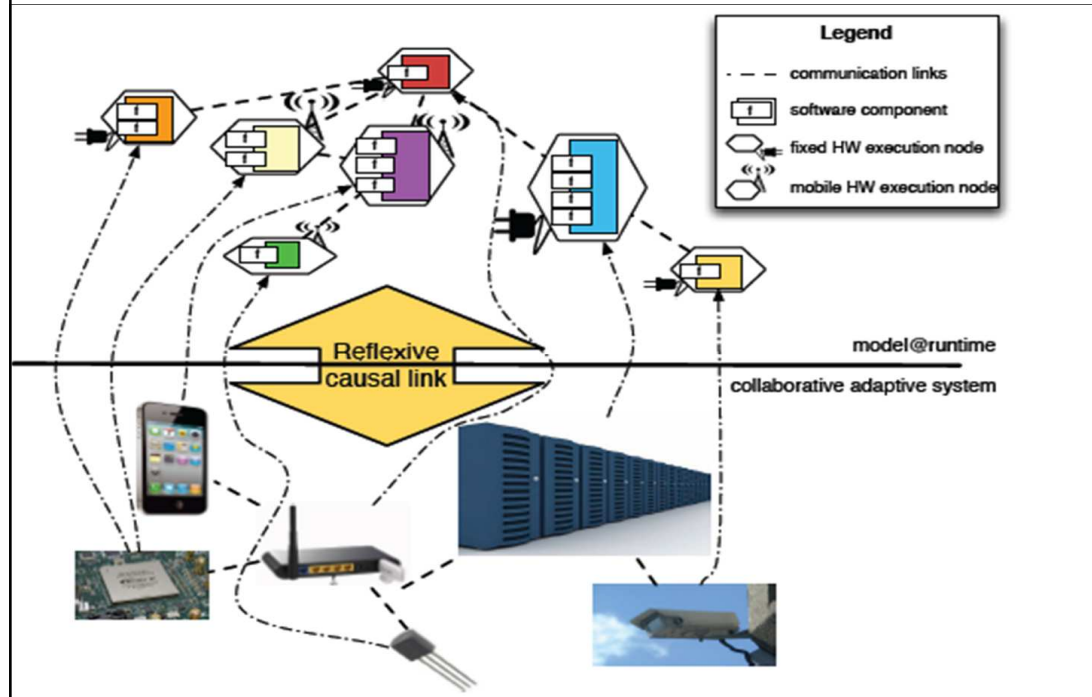 Legend
communication links
f
software component
fixed HW execution node
mobile HW execution node
f
f
f
f
f
f
f
f
f
f
f
f
f
f
Reflexive
causal link
model@runtime
collaborative adaptive system